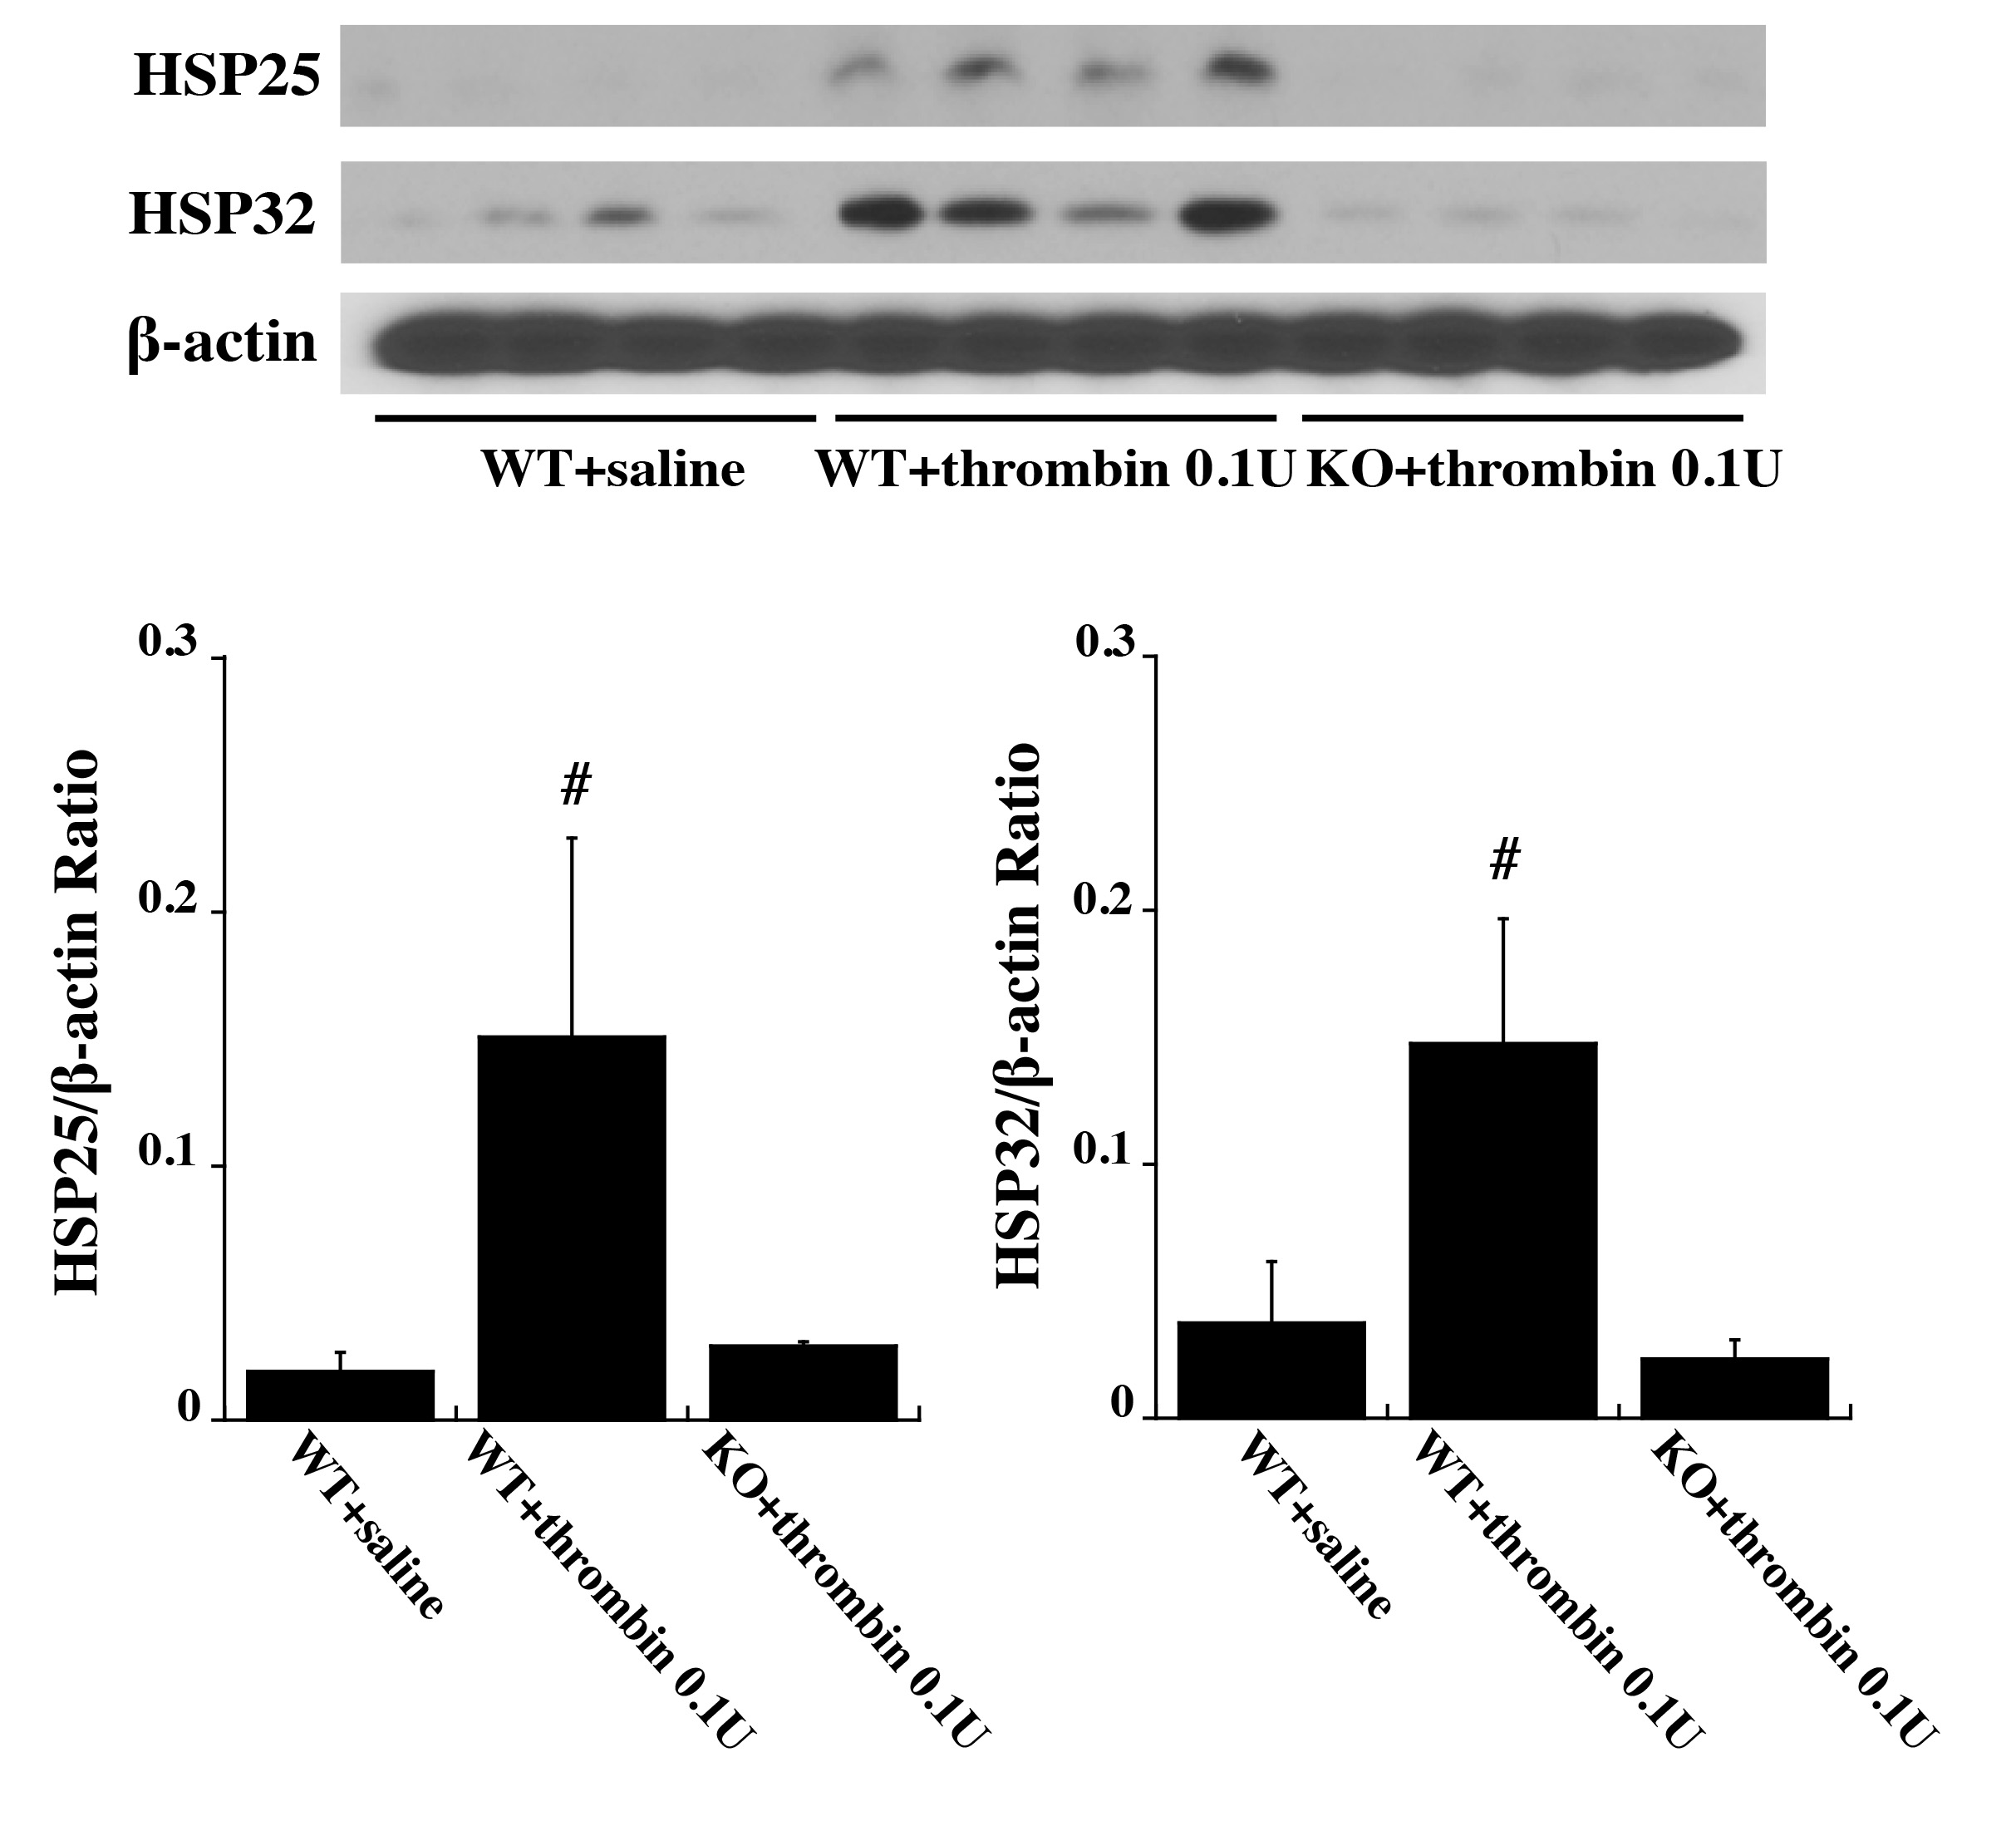 HSP25
HSP32
β-actin
WT+saline WT+thrombin 0.1U KO+thrombin 0.1U
0.3
0.2
0.1
0
HSP25/β-actin Ratio
#
WT+saline
WT+thrombin 0.1U
KO+thrombin 0.1U
0.3
0.2
0.1
0
HSP32/β-actin Ratio
#
WT+saline
WT+thrombin 0.1U
KO+thrombin 0.1U